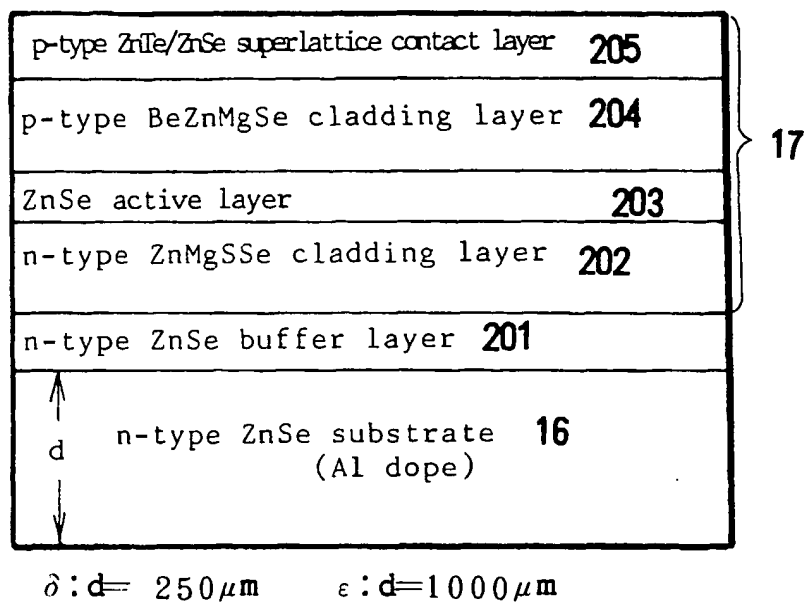 p-type ZnTe/ZnSe superlattice contact layer 205
p-type BeZnMgSe cladding layer 204
17
ZnSe active layer 203
n-type ZnMgSSe cladding layer 202
n-type ZnSe buffer layer 201
d
n-type ZnSe substrate 16
(Al dope)
δ:d= 250μm ε:d=1000μm